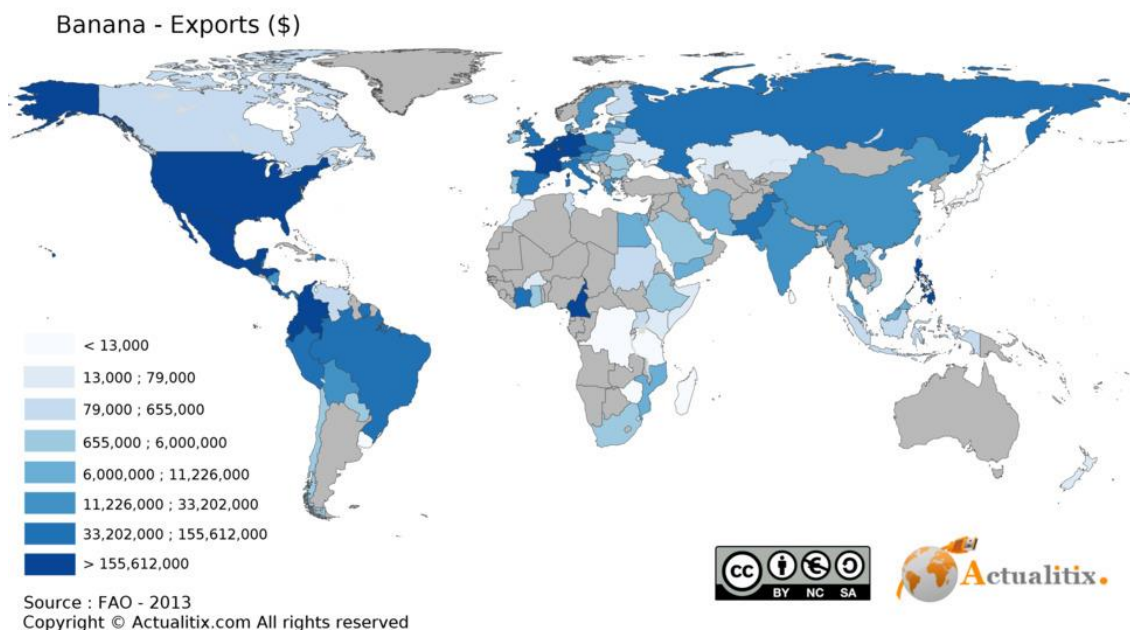 Banana - Exports ($)
< 13,000
13,000 ; 79,000
79,000 ; 655,000
655,000 ; 6,000,000
6,000,000 ; 11,226,000
11,226,000 ; 33,202,000
33,202,000 ; 155,612,000
> 155,612,000
Source : FAO - 2013
Copyright © Actualitix.com All rights reserved
cc
BY NC SA
Actualitix.